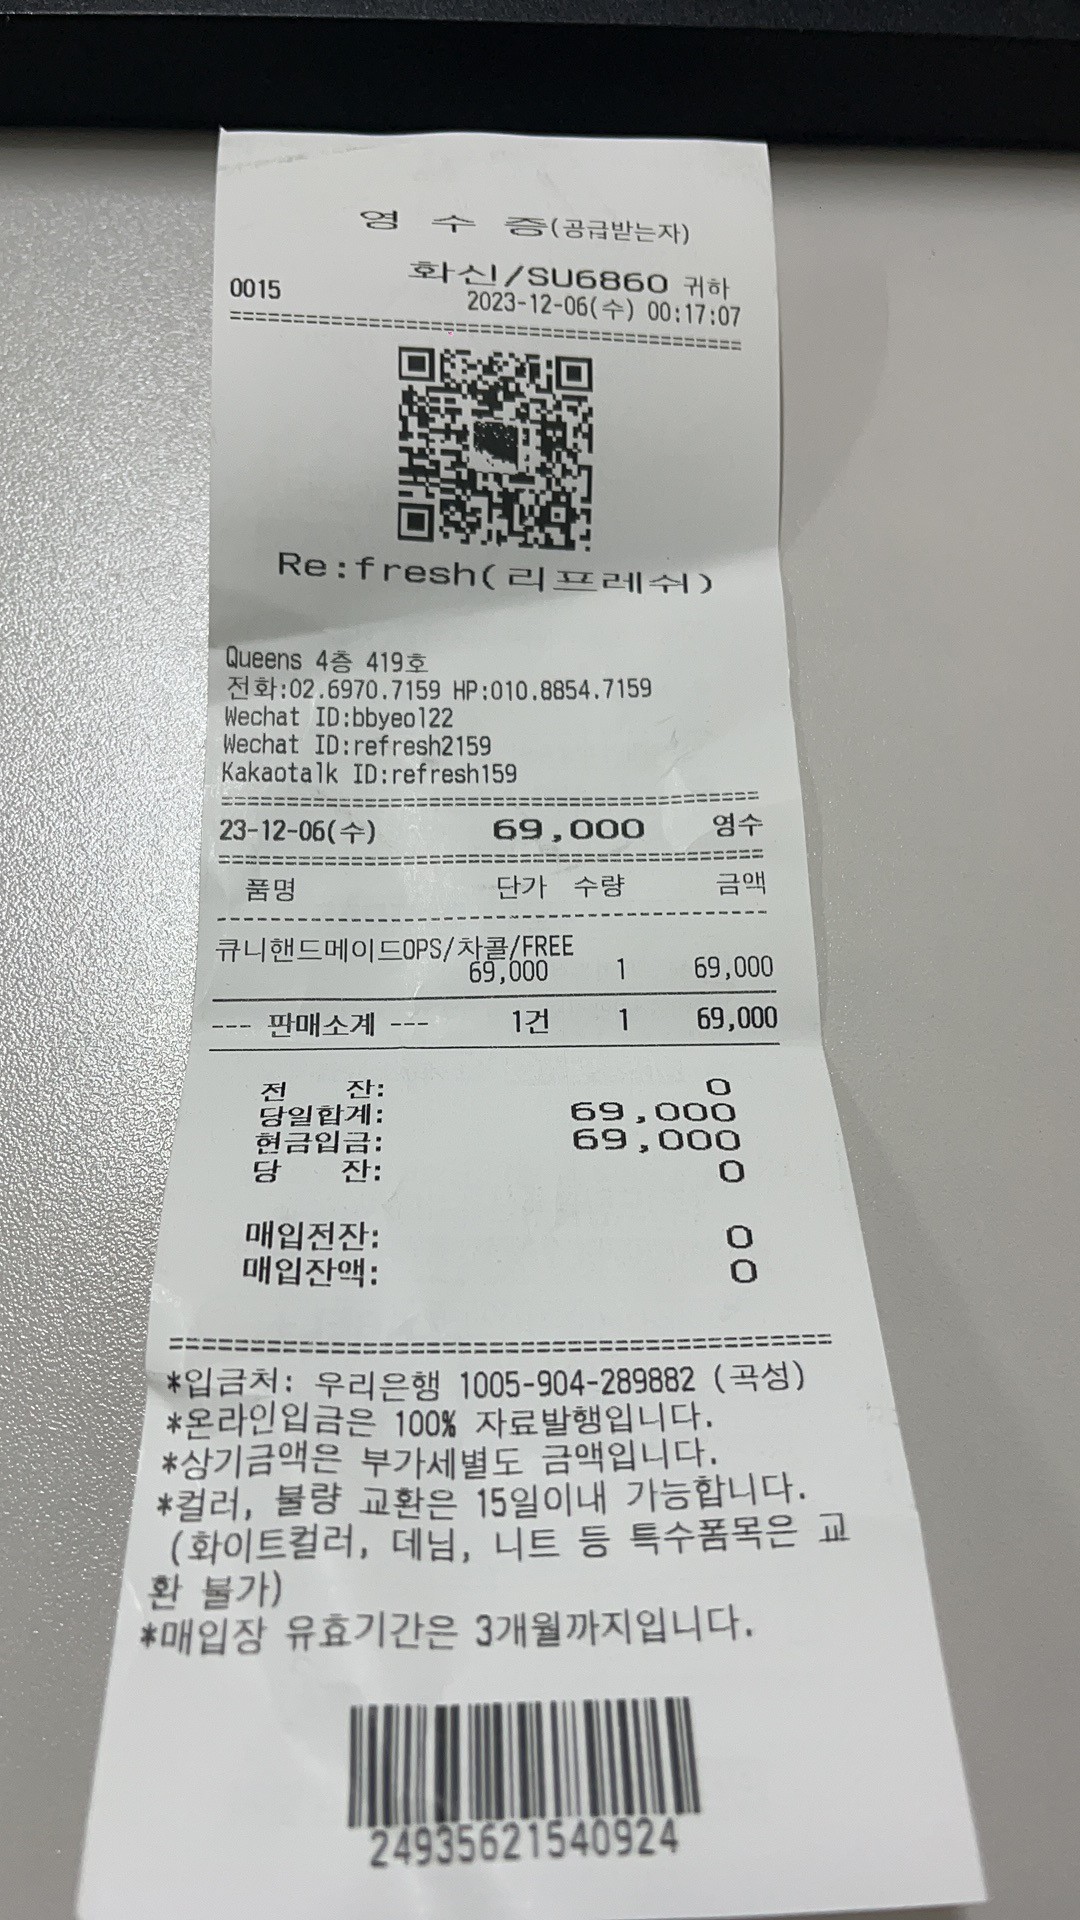 영 수 증(공급받는자)
화신/SU6860 귀하
0015 2023-12-06(수) 00:17:07
=========================================
Re:fresh(리프레쉬)
Queens 4층 419호
전화:02.6970.7159 HP:010.8854.7159
Wechat ID:bbyeol22
Wechat ID:refresh2159
Kakaotalk ID:refresh159
=========================================
23-12-06(수) 69,000 영수
=========================================
품명 단가 수량 금액
-----------------------------------------
큐니핸드메이드OPS/차콜/FREE
69,000 1 69,000
--- 판매소계 --- 1건 1 69,000
전 잔: 0
당일합계: 69,000
현금입금: 69,000
당 잔: 0
매입전잔: 0
매입잔액: 0
=========================================
*입금처: 우리은행 1005-904-289882 (곡성)
*온라인입금은 100% 자료발행입니다.
*상기금액은 부가세별도 금액입니다.
*컬러, 불량 교환은 15일이내 가능합니다.
(화이트컬러, 데님, 니트 등 특수품목은 교
환 불가)
*매입장 유효기간은 3개월까지입니다.
24935621540924